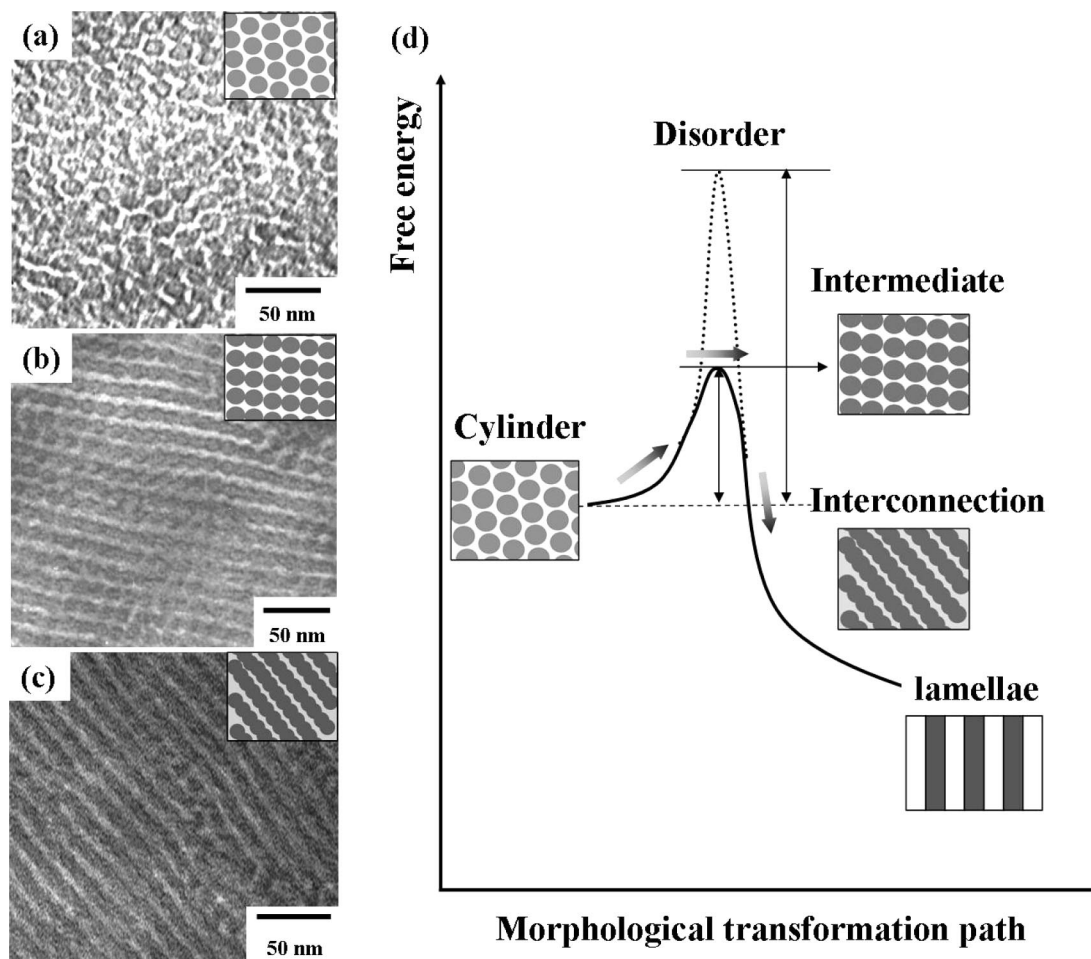 (a)
50 nm
(b)
50 nm
(c)
50 nm
(d)
Free energy
Disorder
Intermediate
Cylinder
Interconnection
lamellae
Morphological transformation path